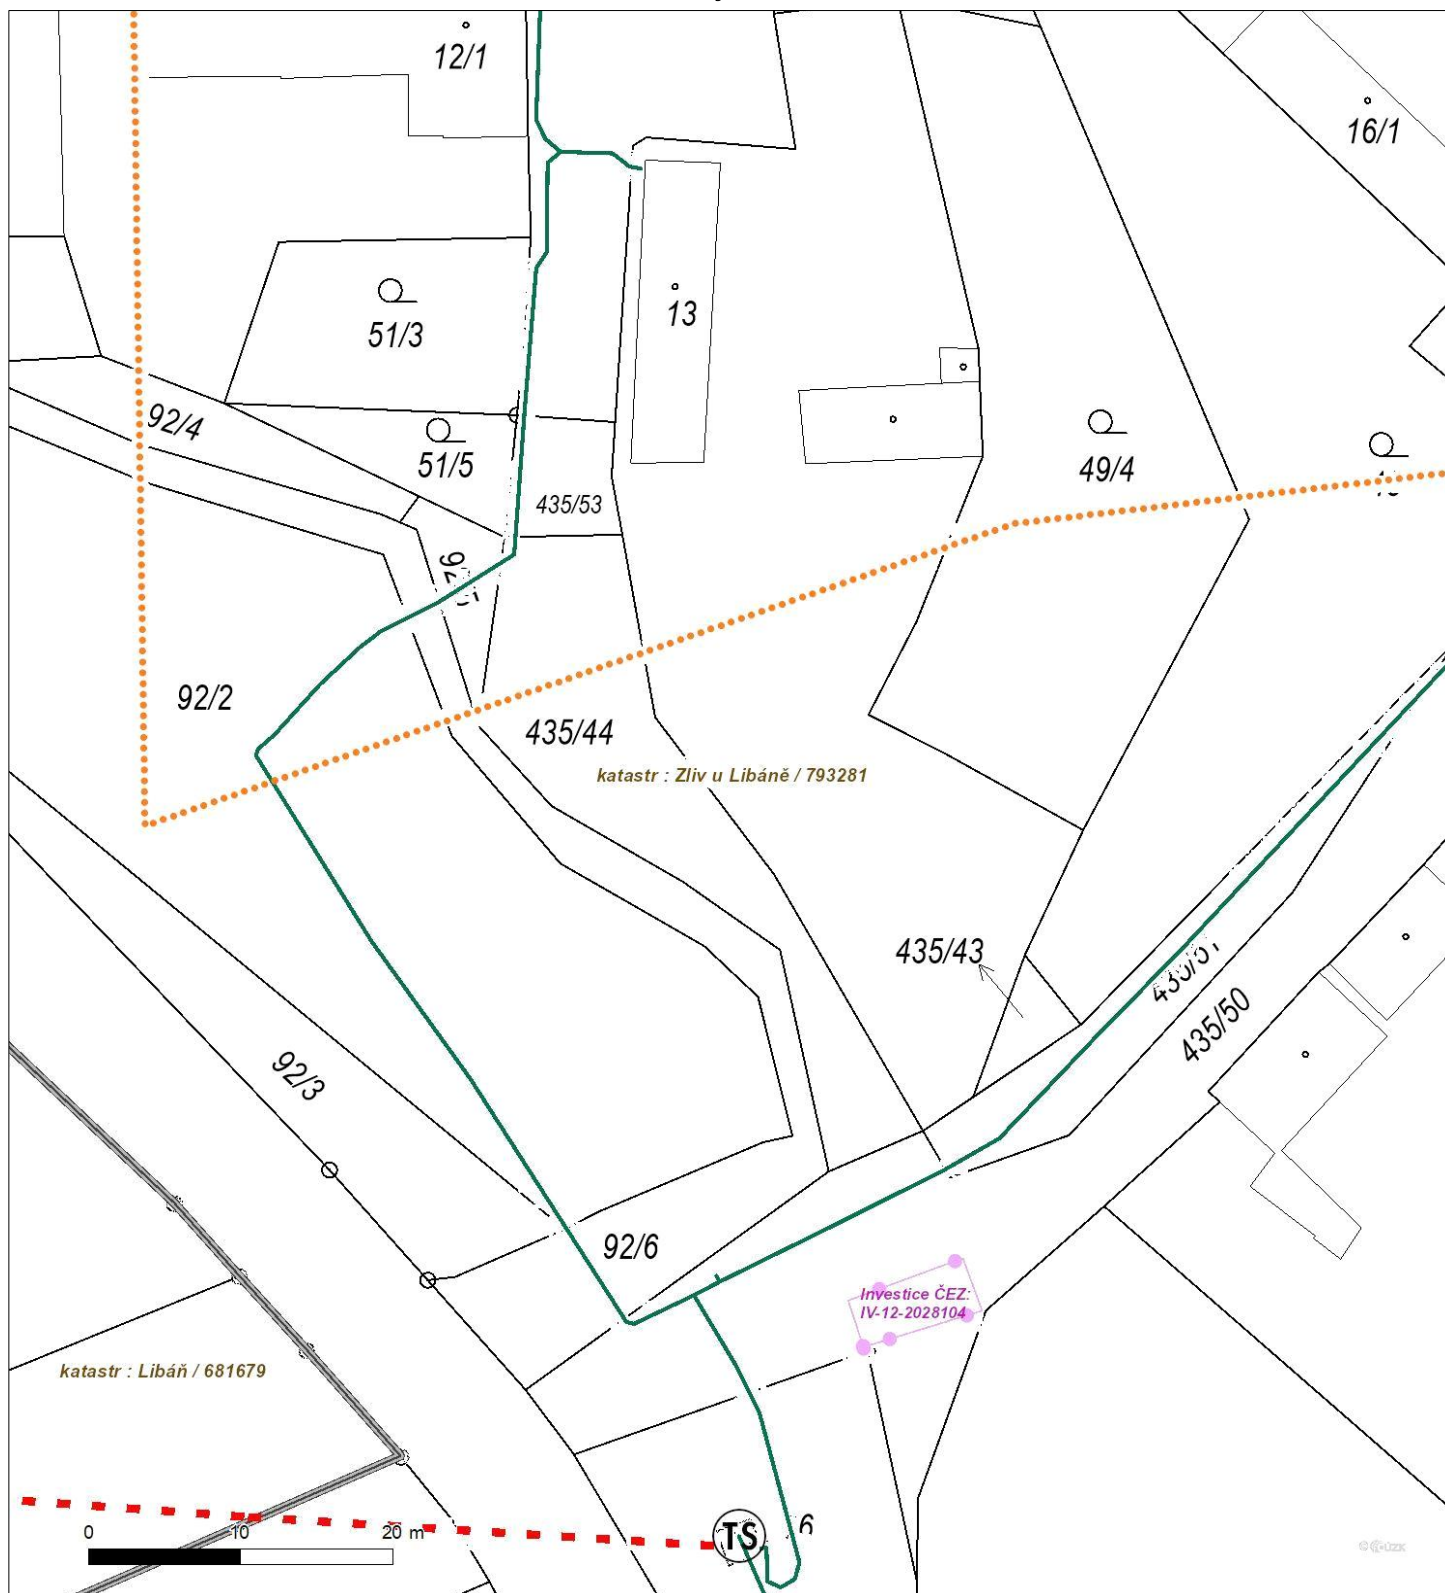 12/1
16/1
13
51/3
92/4
51/5
49/4
435/53
92/2
435/44
katastr : Zliv u Libáně / 793281
435/43
435/51
435/50
92/3
92/6
Investice ČEZ:
IV-12-2028104
katastr : Libáň / 681679
TS
0 10 20 m